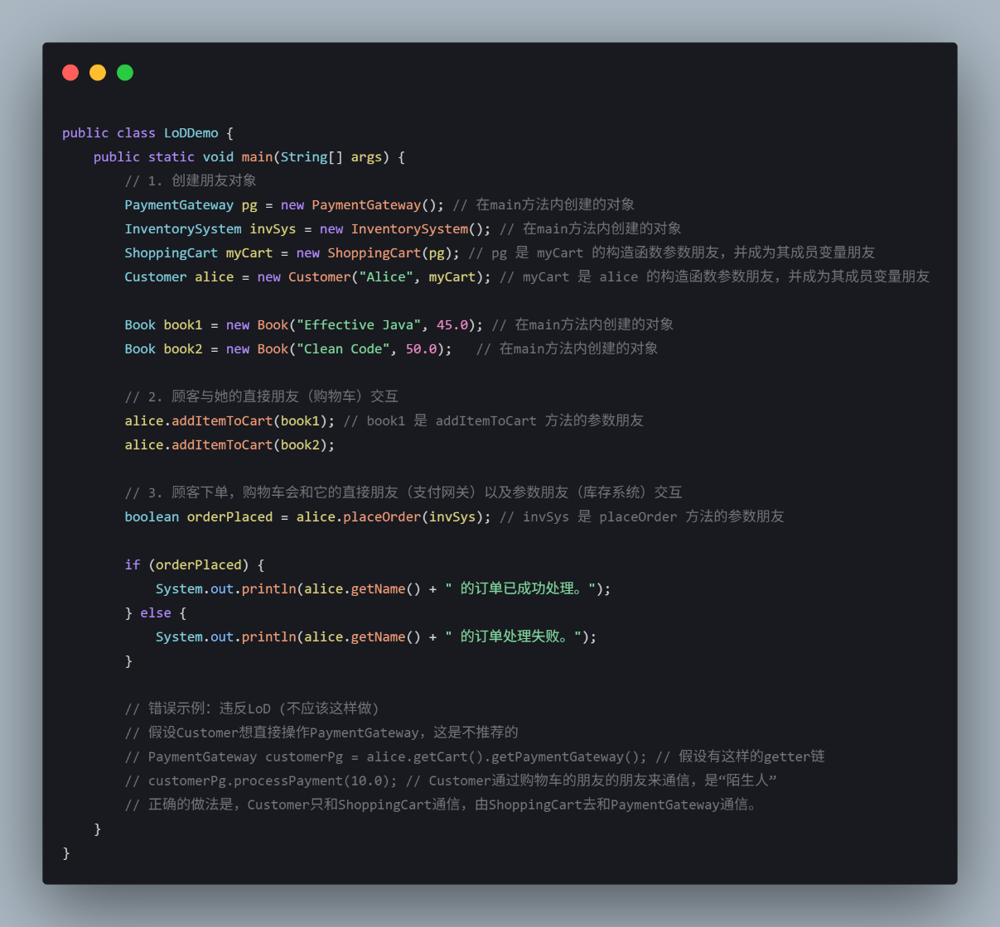 public class LoDDemo {
    public static void main(String[] args) {
        // 1. 创建朋友对象
        PaymentGateway pg = new PaymentGateway(); // 在main方法内创建的对象
        InventorySystem invSys = new InventorySystem(); // 在main方法内创建的对象
        ShoppingCart myCart = new ShoppingCart(pg); // pg 是 myCart 的构造函数参数朋友，并成为其成员变量朋友
        Customer alice = new Customer("Alice", myCart); // myCart 是 alice 的构造函数参数朋友，并成为其成员变量朋友

        Book book1 = new Book("Effective Java", 45.0); // 在main方法内创建的对象
        Book book2 = new Book("Clean Code", 50.0);   // 在main方法内创建的对象

        // 2. 顾客与她的直接朋友（购物车）交互
        alice.addItemToCart(book1); // book1 是 addItemToCart 方法的参数朋友
        alice.addItemToCart(book2);

        // 3. 顾客下单，购物车会和它的直接朋友（支付网关）以及参数朋友（库存系统）交互
        boolean orderPlaced = alice.placeOrder(invSys); // invSys 是 placeOrder 方法的参数朋友

        if (orderPlaced) {
            System.out.println(alice.getName() + " 的订单已成功处理。");
        } else {
            System.out.println(alice.getName() + " 的订单处理失败。");
        }

        // 错误示例：违反LoD (不应该这样做)
        // 假设Customer想直接操作PaymentGateway，这是不推荐的
        // PaymentGateway customerPg = alice.getCart().getPaymentGateway(); // 假设有这样的getter链
        // customerPg.processPayment(10.0); // Customer通过购物车的朋友的朋友来通信，是“陌生人”
        // 正确的做法是，Customer只和ShoppingCart通信，由ShoppingCart去和PaymentGateway通信。
    }
}